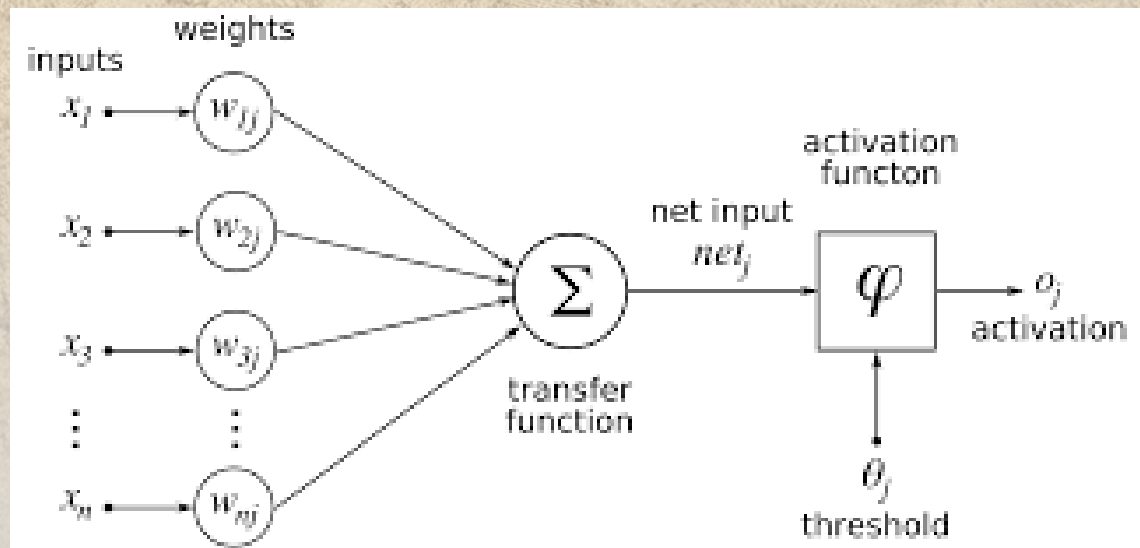 weights
inputs
x₁ w₁ⱼ
x₂ w₂ⱼ
x₃ w₃ⱼ
⋮ ⋮
xₙ wₙⱼ
Σ
transfer
function
net input
netⱼ
activation
functon
φ
oⱼ
activation
θⱼ
threshold